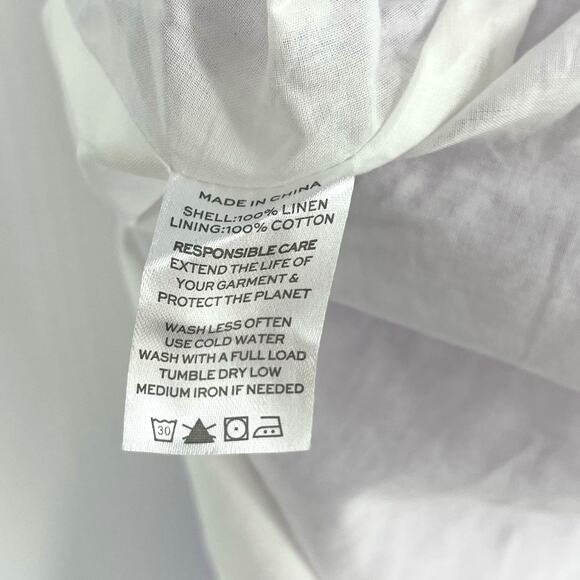 MADE IN CHINA
SHELL:100% LINEN
LINING:100% COTTON
RESPONSIBLE CARE
EXTEND THE LIFE OF
YOUR GARMENT &
PROTECT THE PLANET
WASH LESS OFTEN
USE COLD WATER
WASH WITH A FULL LOAD
TUMBLE DRY LOW
MEDIUM IRON IF NEEDED
30